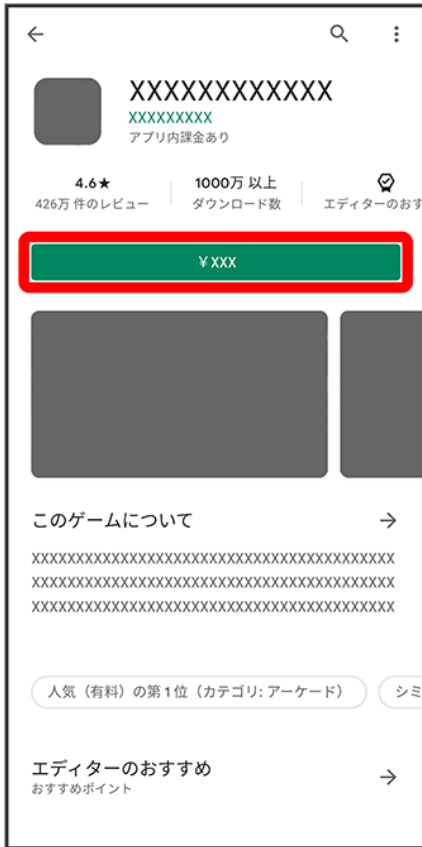 XXXXXXXXXXXX
XXXXXXXXX
アプリ内課金あり
4.6★
426万 件のレビュー
1000万 以上
ダウンロード数
エディターのおす
¥XXX
このゲームについて
XXXXXXXXXXXXXXXXXXXXXXXXXXXXXXXXXXXXXXXXX
XXXXXXXXXXXXXXXXXXXXXXXXXXXXXXXXXXXXXXXXX
XXXXXXXXXXXXXXXXXXXXXXXXXXXXXXXXXXXXXXXXX
人気（有料）の第1位（カテゴリ: アーケード）
シミ
エディターのおすすめ
おすすめポイント